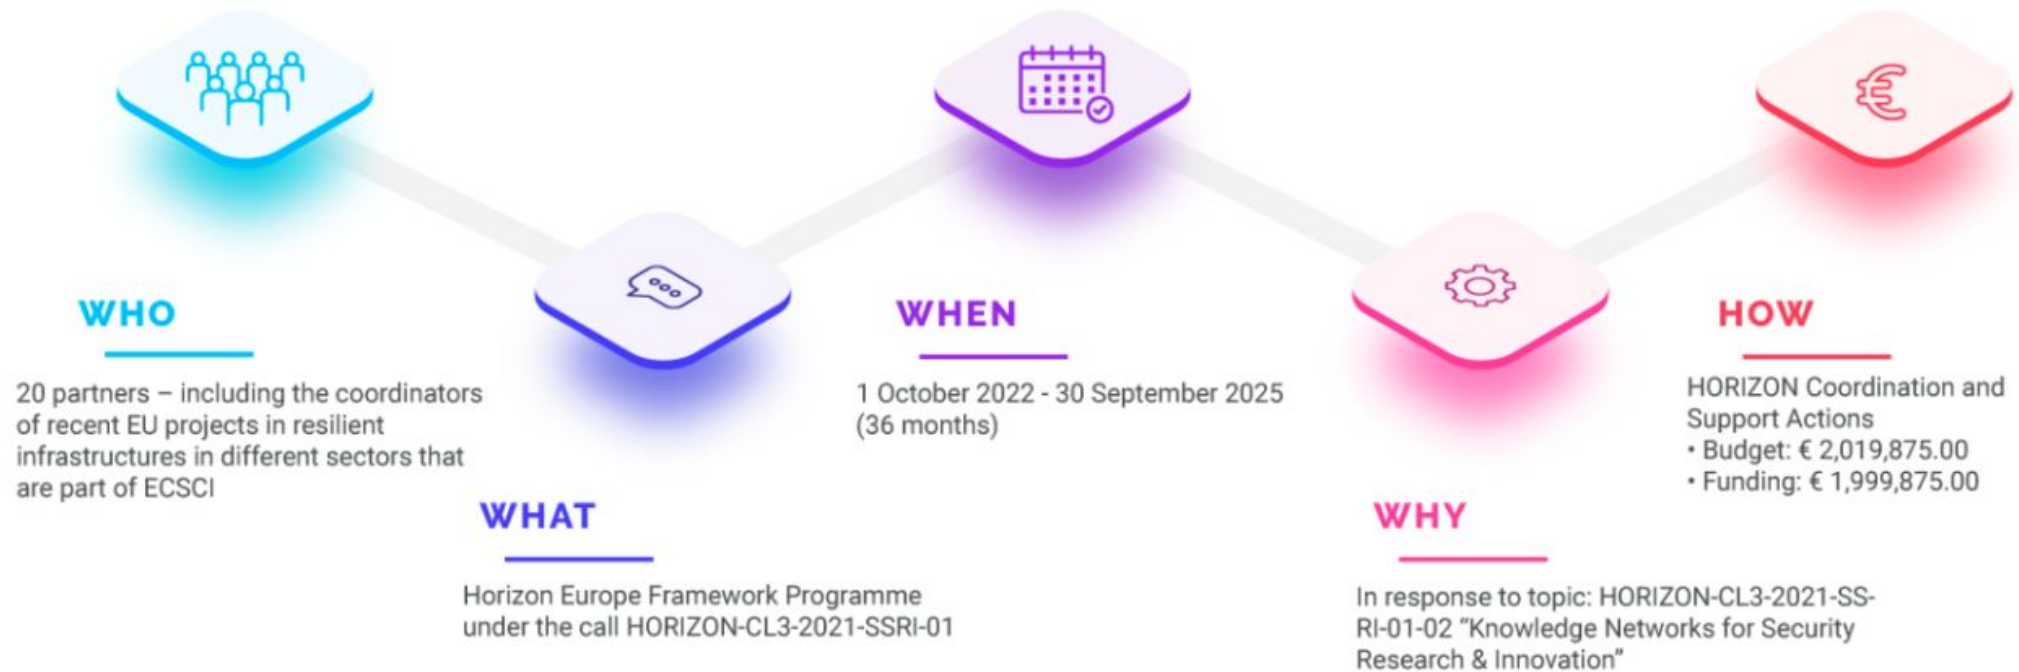 WHO
20 partners – including the coordinators
of recent EU projects in resilient
infrastructures in different sectors that
are part of ECSCI
WHAT
Horizon Europe Framework Programme
under the call HORIZON-CL3-2021-SSRI-01
WHEN
1 October 2022 - 30 September 2025
(36 months)
WHY
In response to topic: HORIZON-CL3-2021-SS-
RI-01-02 “Knowledge Networks for Security
Research & Innovation”
HOW
HORIZON Coordination and
Support Actions
• Budget: € 2,019,875.00
• Funding: € 1,999,875.00